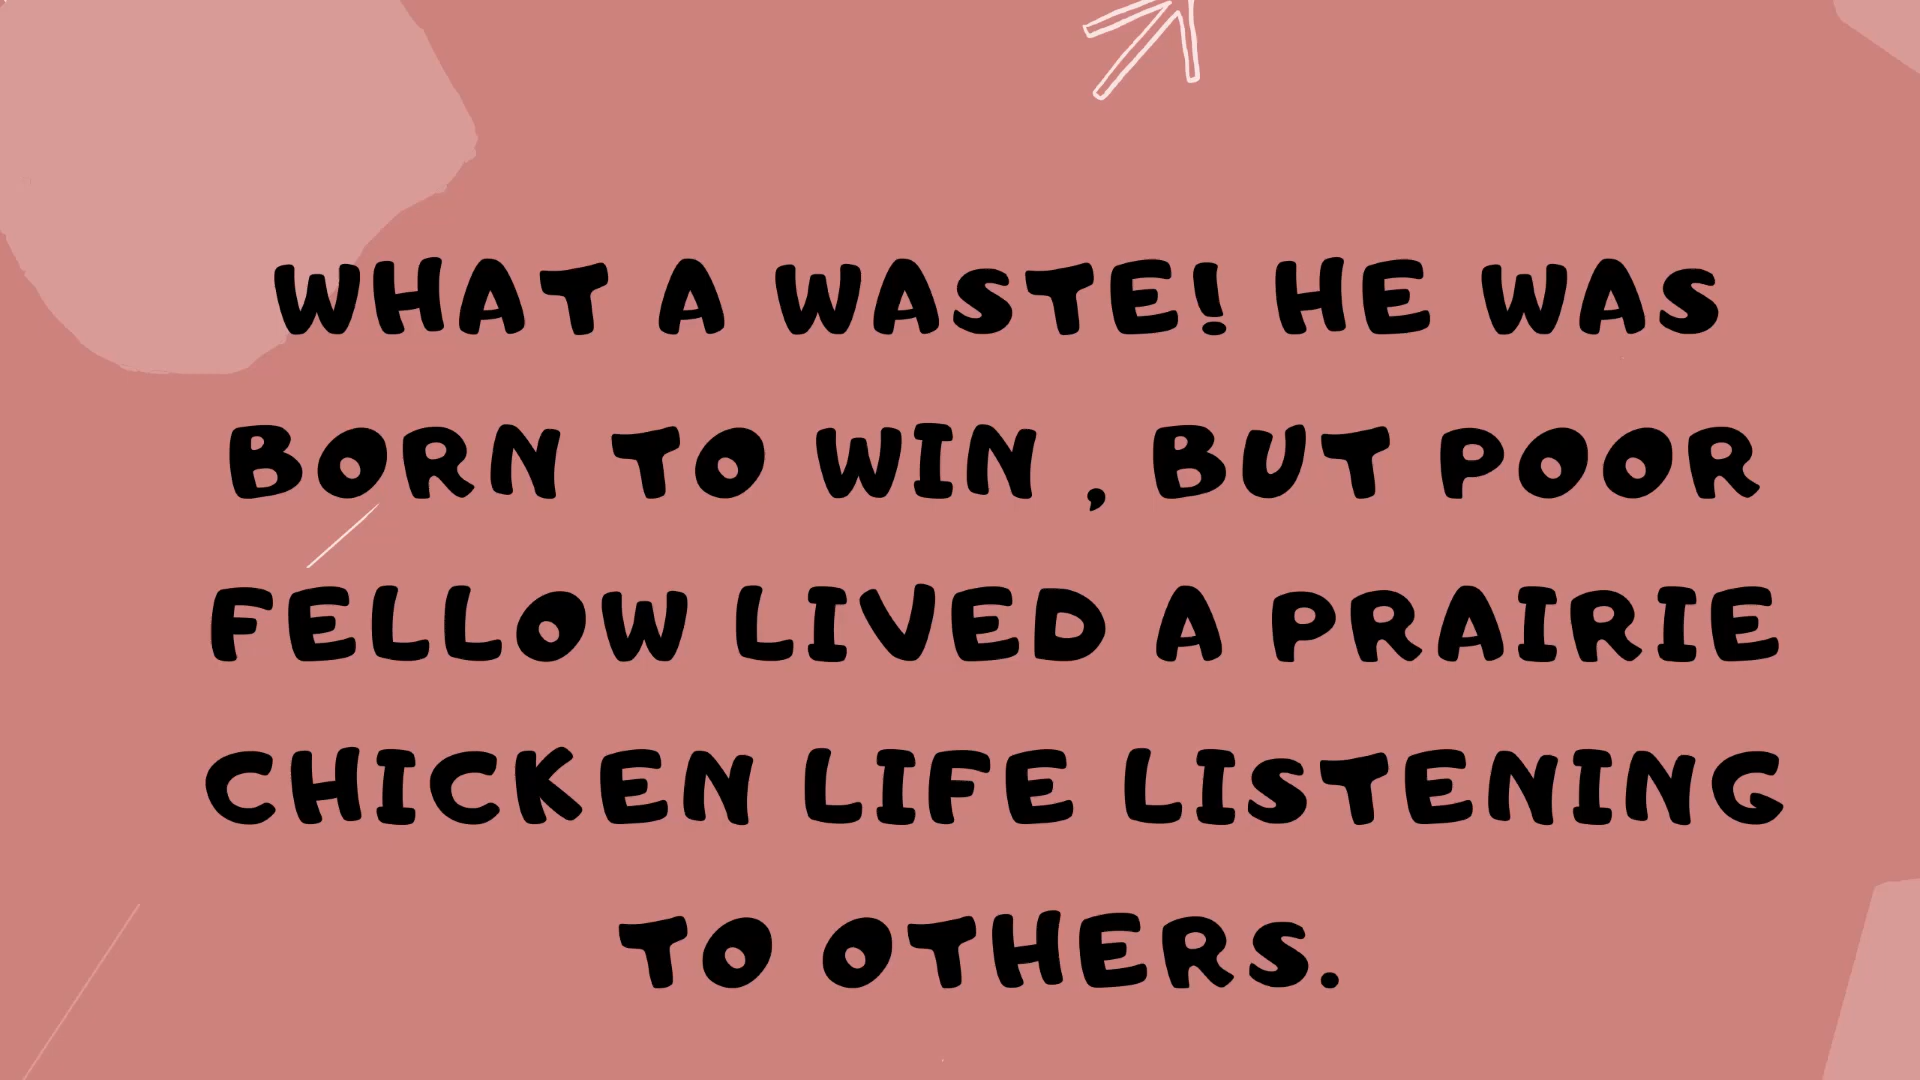 WHAT A WASTE! HE WAS
BORN TO WIN , BUT POOR
FELLOW LIVED A PRAIRIE
CHICKEN LIFE LISTENING
TO OTHERS.